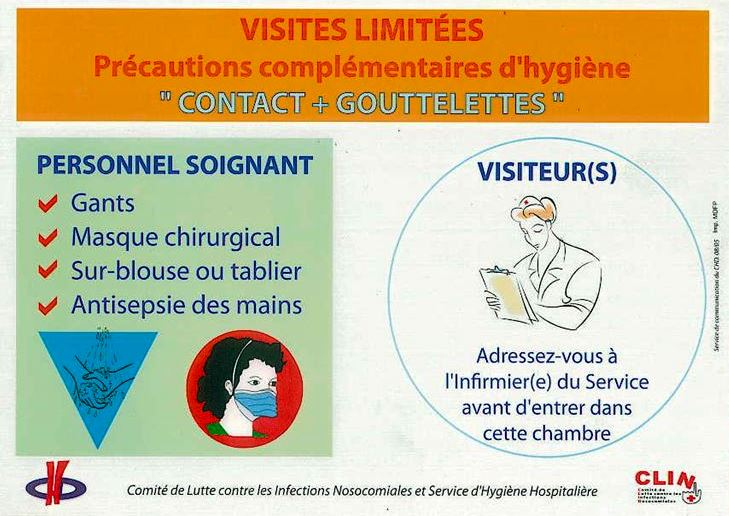 VISITES LIMITÉES
Précautions complémentaires d'hygiène
" CONTACT + GOUTTELETTES "
PERSONNEL SOIGNANT
Gants
Masque chirurgical
Sur-blouse ou tablier
Antisepsie des mains
VISITEUR(S)
Adressez-vous à
l'Infirmier(e) du Service
avant d'entrer dans
cette chambre
Service de communication du CHD. 08/05 Imp. MDFP
Comité de Lutte contre les Infections Nosocomiales et Service d'Hygiène Hospitalière
CLIN
Comité de
Lutte contre les
Infections
Nosocomiales